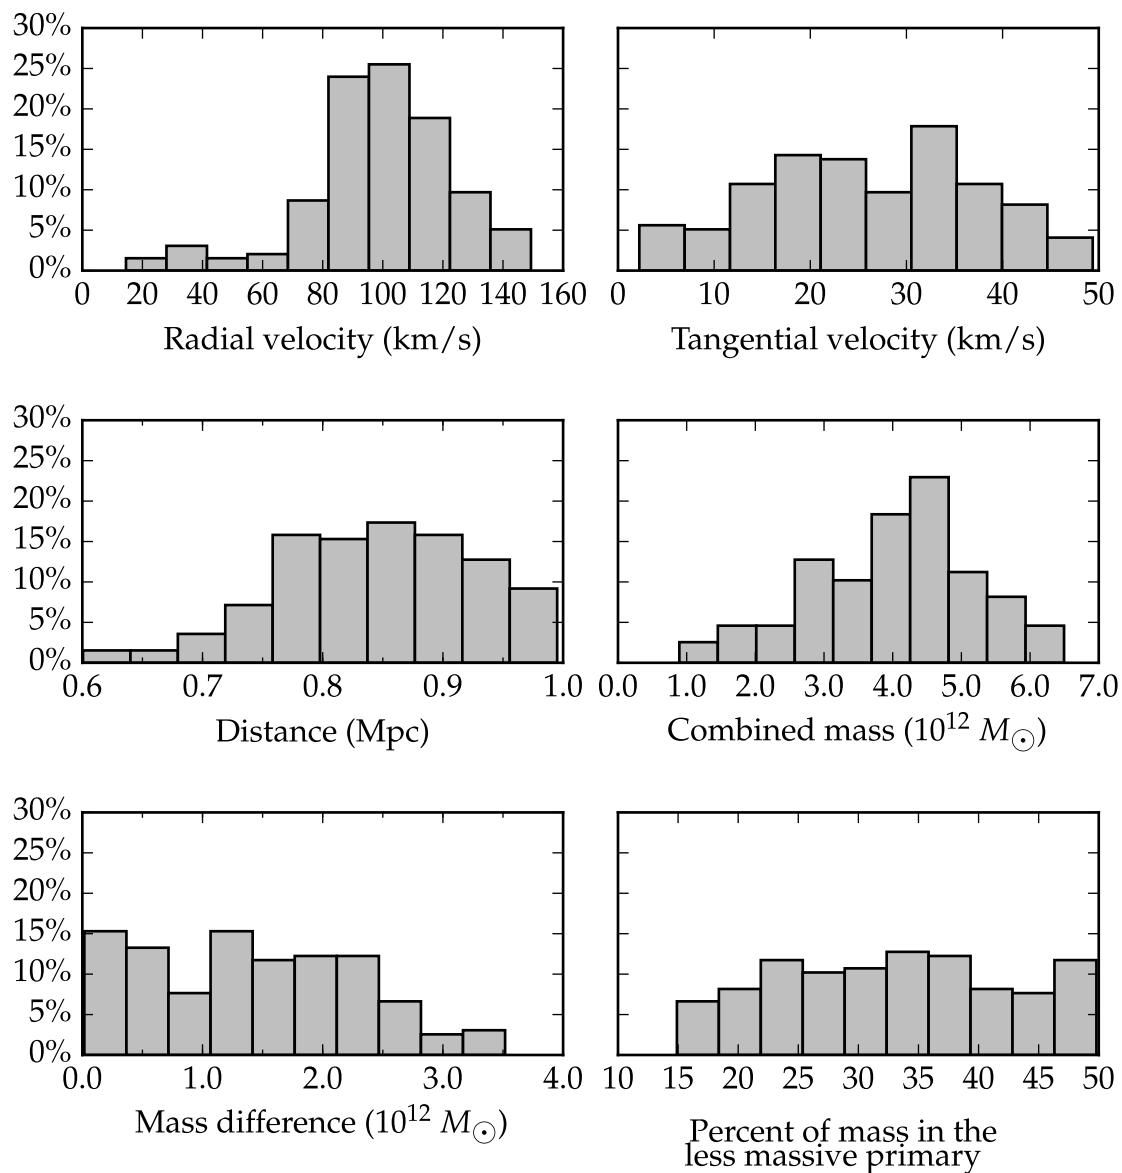 30%
25%
20%
15%
10%
5%
0%
0 20 40 60 80 100 120 140 160
Radial velocity (km/s)
0 10 20 30 40 50
Tangential velocity (km/s)
30%
25%
20%
15%
10%
5%
0%
0.6 0.7 0.8 0.9 1.0
Distance (Mpc)
0.0 1.0 2.0 3.0 4.0 5.0 6.0 7.0
Combined mass (10¹² M☉)
30%
25%
20%
15%
10%
5%
0%
0.0 1.0 2.0 3.0 4.0
Mass difference (10¹² M☉)
10 15 20 25 30 35 40 45 50
Percent of mass in the
less massive primary